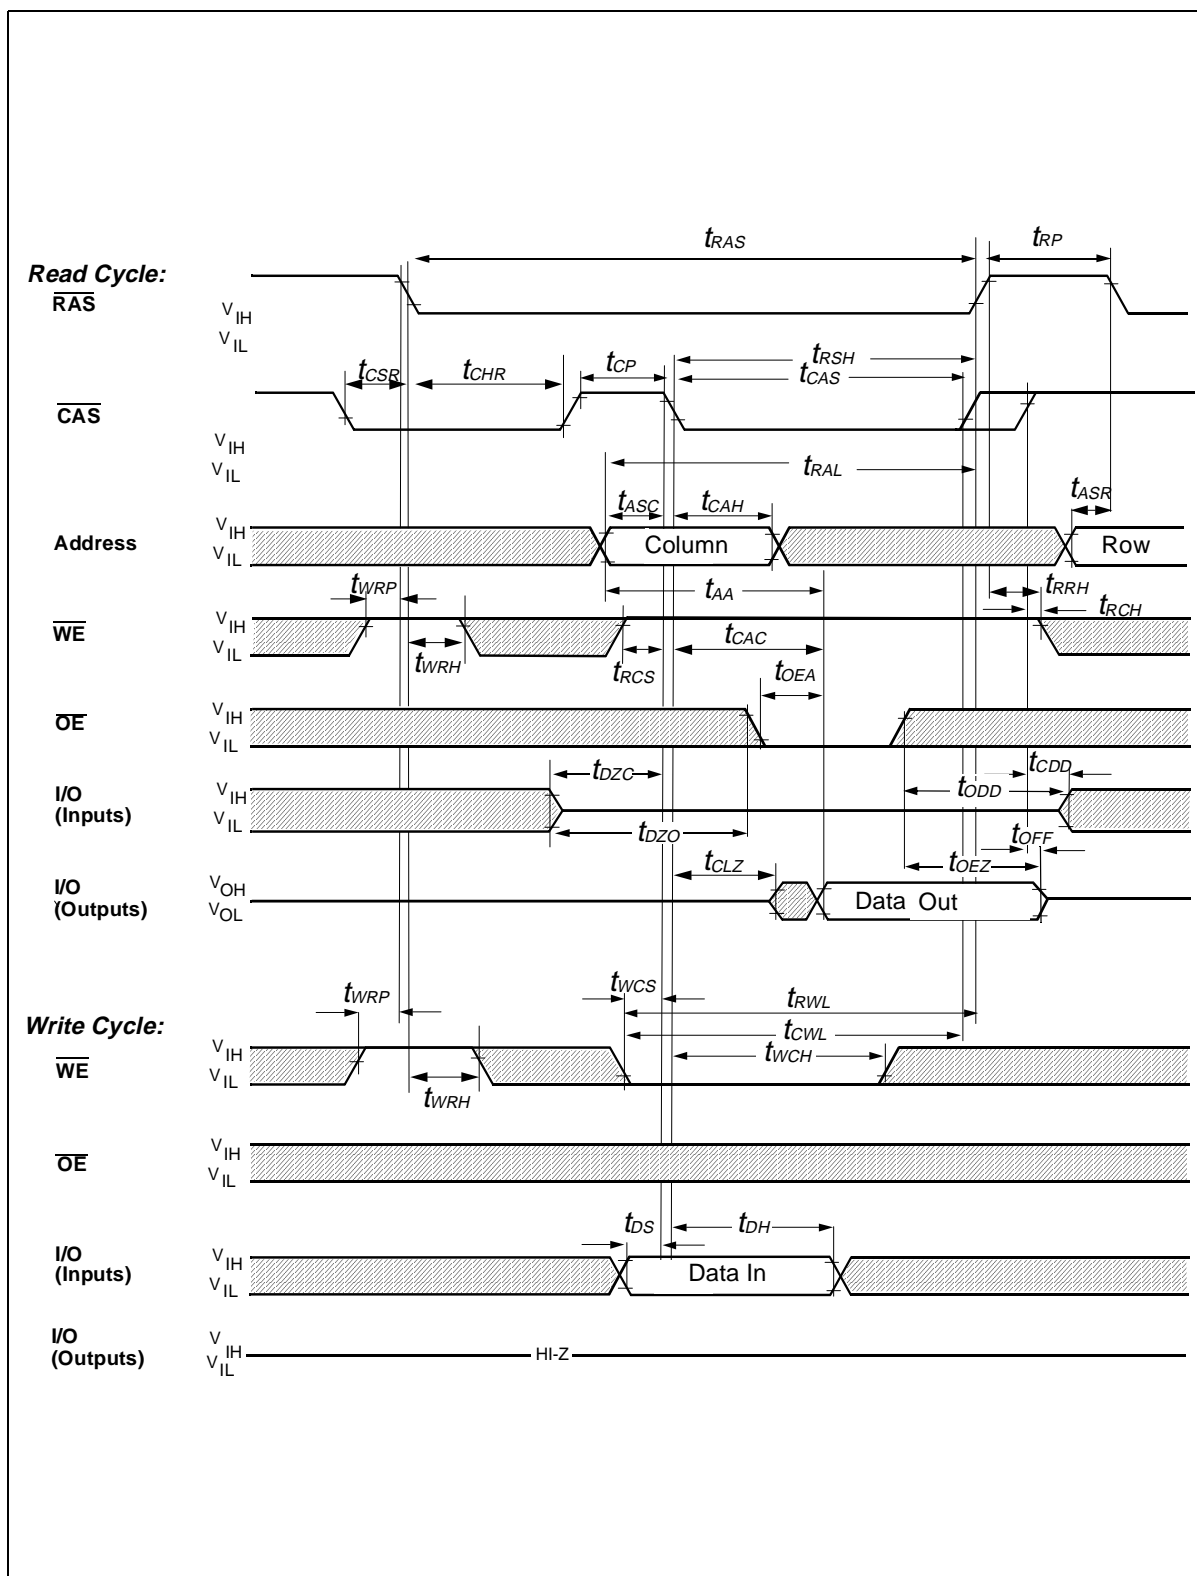 tRAS
tRP
Read Cycle:
RAS
VIH
VIL
tRSH
tCSR
tCHR
tCP
tCAS
CAS
VIH
VIL
tRAL
tASC
tCAH
tASR
Address
VIH
VIL
Column
Row
tWRP
tAA
tRRH
tRCH
WE
VIH
VIL
tWRH
tRCS
tCAC
tOEA
OE
VIH
VIL
tDZC
tCDD
tODD
I/O
(Inputs)
VIH
VIL
tDZO
tOFF
tCLZ
tOEZ
I/O
(Outputs)
VOH
VOL
Data Out
tWRP
tWCS
tRWL
Write Cycle:
tCWL
tWCH
WE
VIH
VIL
tWRH
OE
VIH
VIL
tDS
tDH
I/O
(Inputs)
VIH
VIL
Data In
I/O
(Outputs)
VIH
VIL
HI-Z